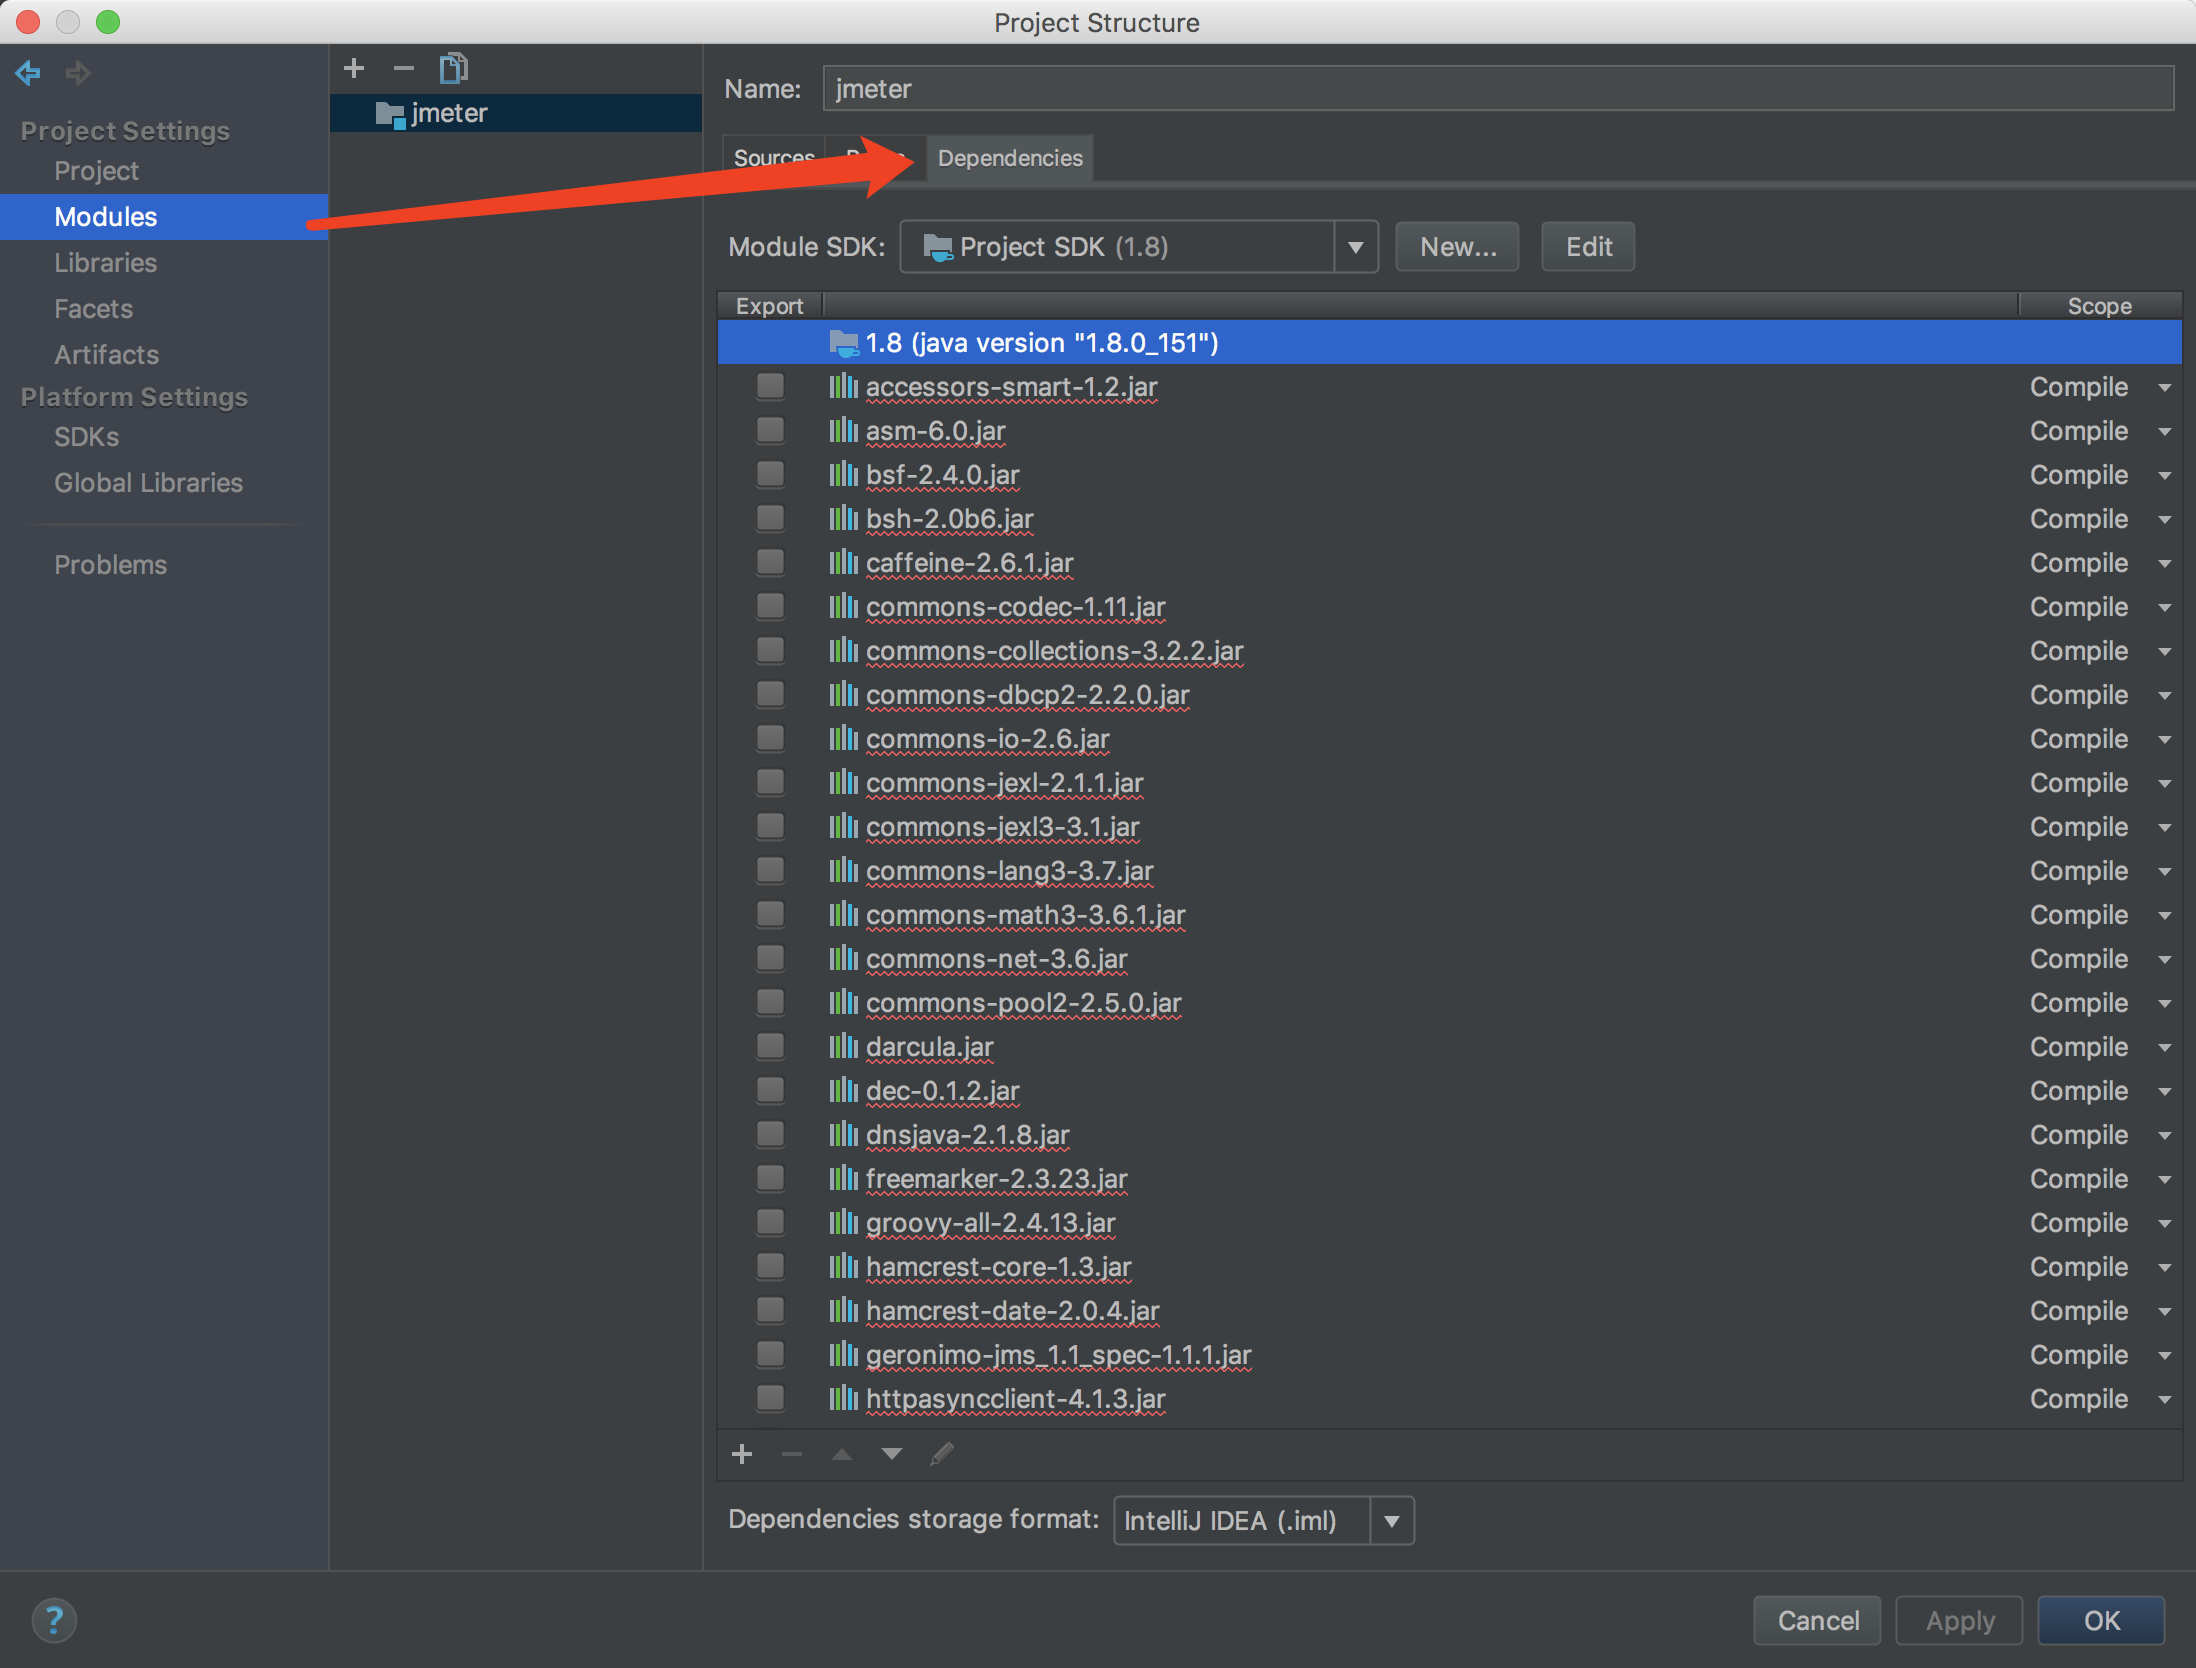 Project Structure
Project Settings
Project
Modules
Libraries
Facets
Artifacts
Platform Settings
SDKs
Global Libraries
Problems
jmeter
Name: jmeter
Sources
Dependencies
Module SDK: Project SDK (1.8) New... Edit
Export Scope
1.8 (java version "1.8.0_151")
accessors-smart-1.2.jar Compile
asm-6.0.jar Compile
bsf-2.4.0.jar Compile
bsh-2.0b6.jar Compile
caffeine-2.6.1.jar Compile
commons-codec-1.11.jar Compile
commons-collections-3.2.2.jar Compile
commons-dbcp2-2.2.0.jar Compile
commons-io-2.6.jar Compile
commons-jexl-2.1.1.jar Compile
commons-jexl3-3.1.jar Compile
commons-lang3-3.7.jar Compile
commons-math3-3.6.1.jar Compile
commons-net-3.6.jar Compile
commons-pool2-2.5.0.jar Compile
darcula.jar Compile
dec-0.1.2.jar Compile
dnsjava-2.1.8.jar Compile
freemarker-2.3.23.jar Compile
groovy-all-2.4.13.jar Compile
hamcrest-core-1.3.jar Compile
hamcrest-date-2.0.4.jar Compile
geronimo-jms_1.1_spec-1.1.1.jar Compile
httpasyncclient-4.1.3.jar Compile
Dependencies storage format: IntelliJ IDEA (.iml)
? Cancel Apply OK